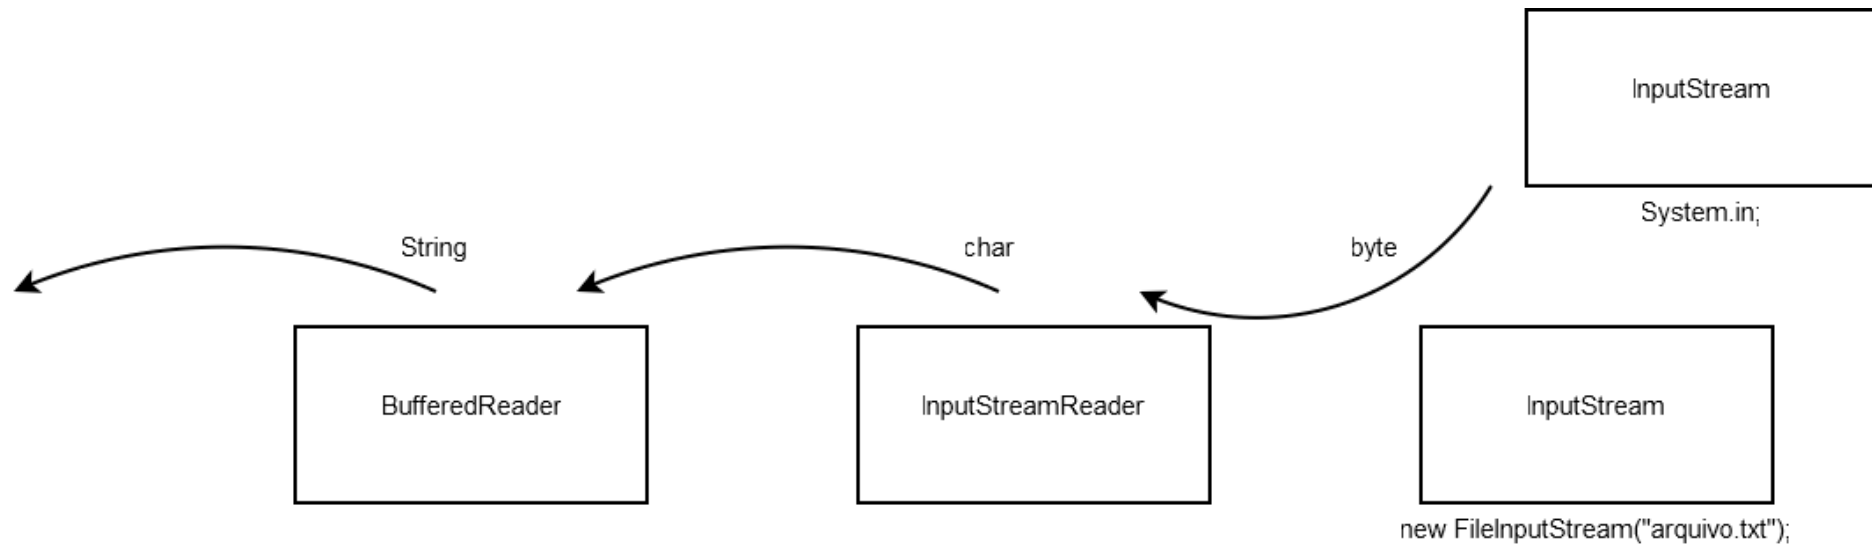 InputStream
System.in;
String
char
byte
BufferedReader
InputStreamReader
InputStream
new FileInputStream("arquivo.txt");